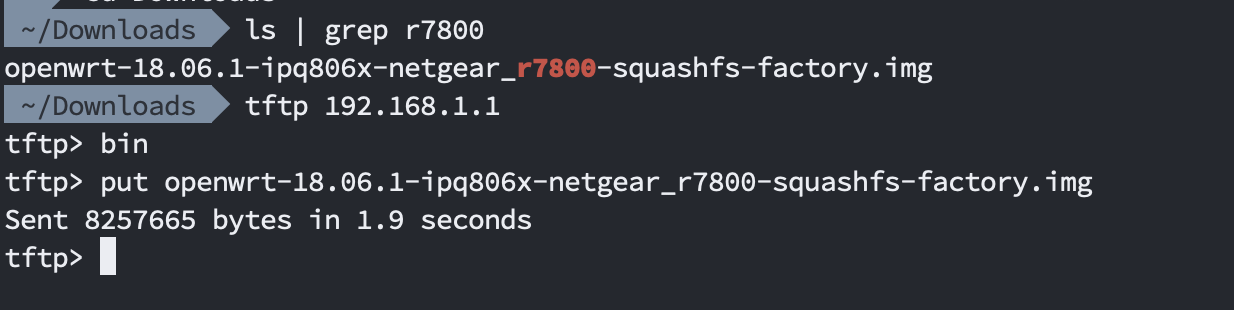 ~/Downloads ls | grep r7800
openwrt-18.06.1-ipq806x-netgear_r7800-squashfs-factory.img
~/Downloads tftp 192.168.1.1
tftp> bin
tftp> put openwrt-18.06.1-ipq806x-netgear_r7800-squashfs-factory.img
Sent 8257665 bytes in 1.9 seconds
tftp>